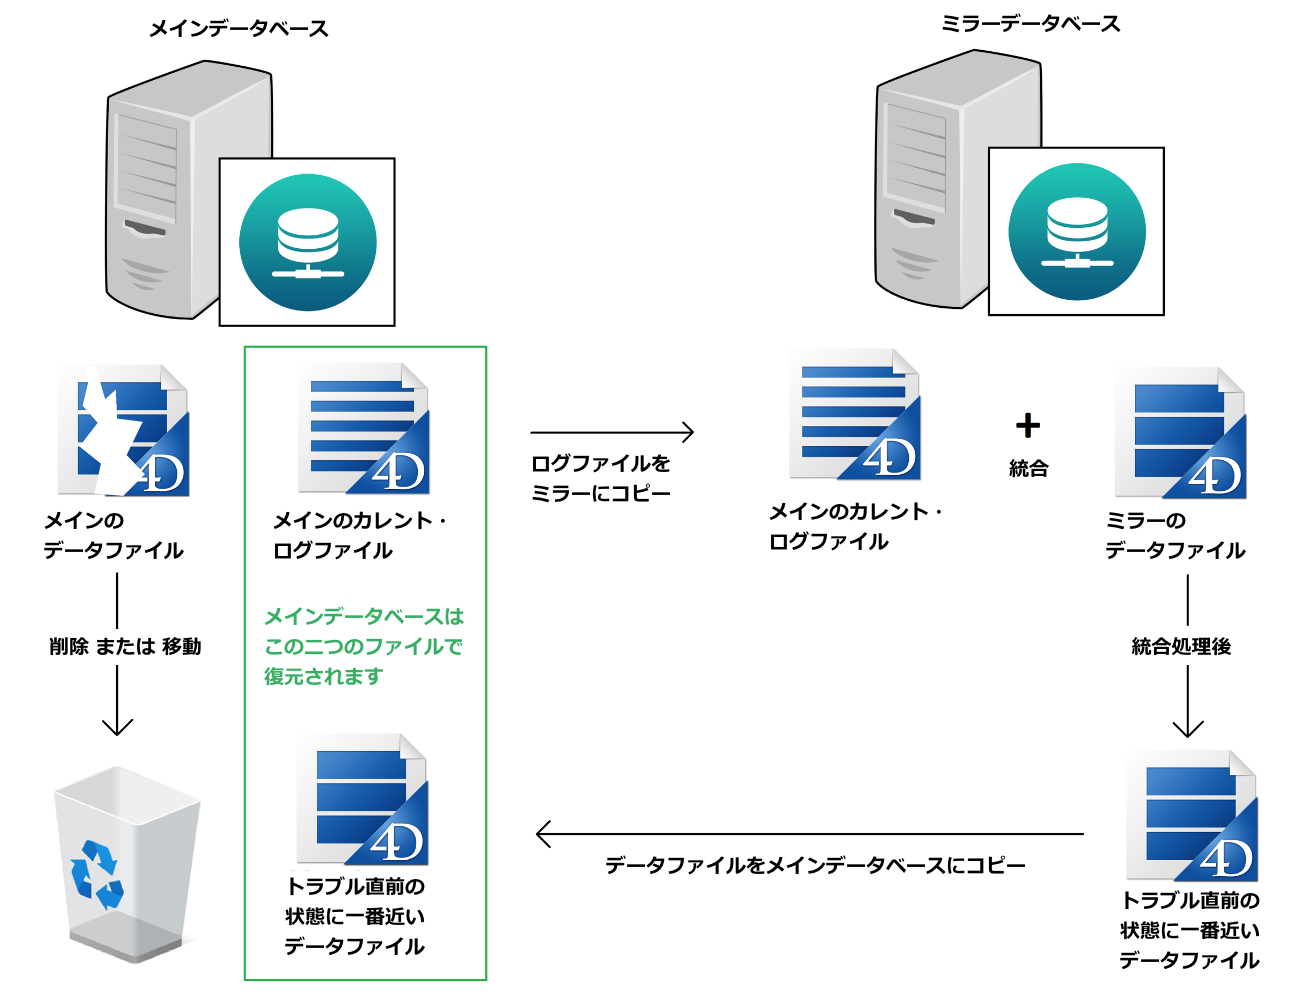 メインデータベース
ミラーデータベース
4D
4D
4D
4D
メインの
データファイル
メインのカレント・
ログファイル
ログファイルを
ミラーにコピー
メインのカレント・
ログファイル
+
統合
ミラーの
データファイル
削除 または 移動
メインデータベースは
この二つのファイルで
復元されます
統合処理後
4D
4D
トラブル直前の
状態に一番近い
データファイル
データファイルをメインデータベースにコピー
トラブル直前の
状態に一番近い
データファイル